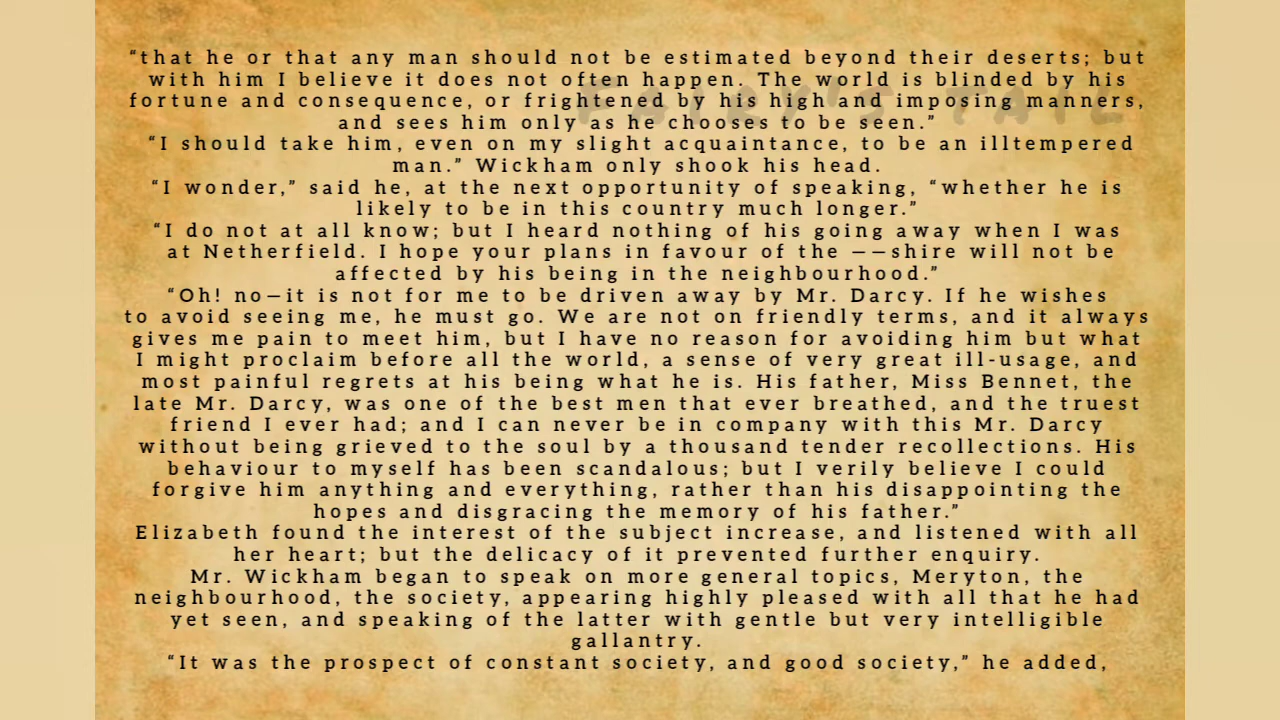 “that he or that any man should not be estimated beyond their deserts; but
with him I believe it does not often happen. The world is blinded by his
fortune and consequence, or frightened by his high and imposing manners,
and sees him only as he chooses to be seen.”
“I should take him, even on my slight acquaintance, to be an illtempered
man.” Wickham only shook his head.
“I wonder,” said he, at the next opportunity of speaking, “whether he is
likely to be in this country much longer.”
“I do not at all know; but I heard nothing of his going away when I was
at Netherfield. I hope your plans in favour of the ——shire will not be
affected by his being in the neighbourhood.”
“Oh! no—it is not for me to be driven away by Mr. Darcy. If he wishes
to avoid seeing me, he must go. We are not on friendly terms, and it always
gives me pain to meet him, but I have no reason for avoiding him but what
I might proclaim before all the world, a sense of very great ill-usage, and
most painful regrets at his being what he is. His father, Miss Bennet, the
late Mr. Darcy, was one of the best men that ever breathed, and the truest
friend I ever had; and I can never be in company with this Mr. Darcy
without being grieved to the soul by a thousand tender recollections. His
behaviour to myself has been scandalous; but I verily believe I could
forgive him anything and everything, rather than his disappointing the
hopes and disgracing the memory of his father.”
Elizabeth found the interest of the subject increase, and listened with all
her heart; but the delicacy of it prevented further enquiry.
Mr. Wickham began to speak on more general topics, Meryton, the
neighbourhood, the society, appearing highly pleased with all that he had
yet seen, and speaking of the latter with gentle but very intelligible
gallantry.
“It was the prospect of constant society, and good society,” he added,
FAIRY'S TAIL